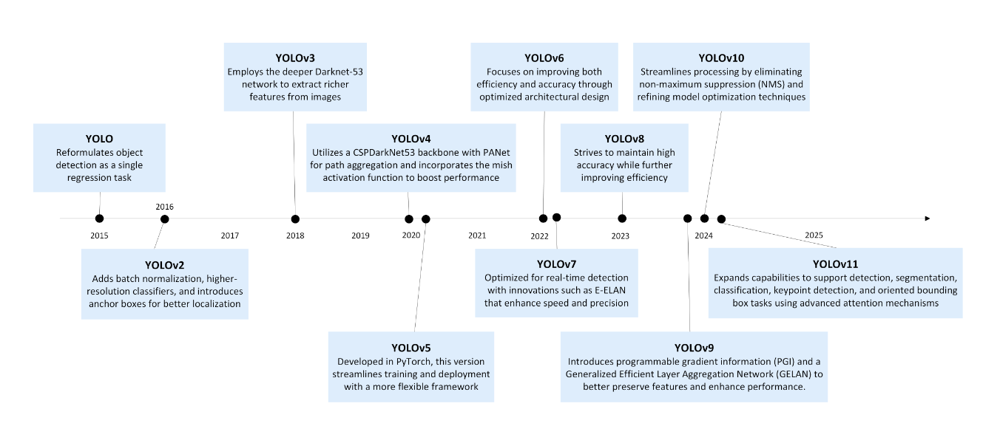 YOLOv3
Employs the deeper Darknet-53
network to extract richer
features from images
YOLOv6
Focuses on improving both
efficiency and accuracy through
optimized architectural design
YOLOv10
Streamlines processing by eliminating
non-maximum suppression (NMS) and
refining model optimization techniques
YOLO
Reformulates object
detection as a single
regression task
YOLOv4
Utilizes a CSPDarkNet53 backbone with PANet
for path aggregation and incorporates the mish
activation function to boost performance
YOLOv8
Strives to maintain high
accuracy while further
improving efficiency
2016
2015
2017
2018
2019
2020
2021
2022
2023
2024
2025
YOLOv2
Adds batch normalization, higher-
resolution classifiers, and introduces
anchor boxes for better localization
YOLOv7
Optimized for real-time detection
with innovations such as E-ELAN
that enhance speed and precision
YOLOv11
Expands capabilities to support detection, segmentation,
classification, keypoint detection, and oriented bounding
box tasks using advanced attention mechanisms
YOLOv5
Developed in PyTorch, this version
streamlines training and deployment
with a more flexible framework
YOLOv9
Introduces programmable gradient information (PGI) and a
Generalized Efficient Layer Aggregation Network (GELAN) to
better preserve features and enhance performance.